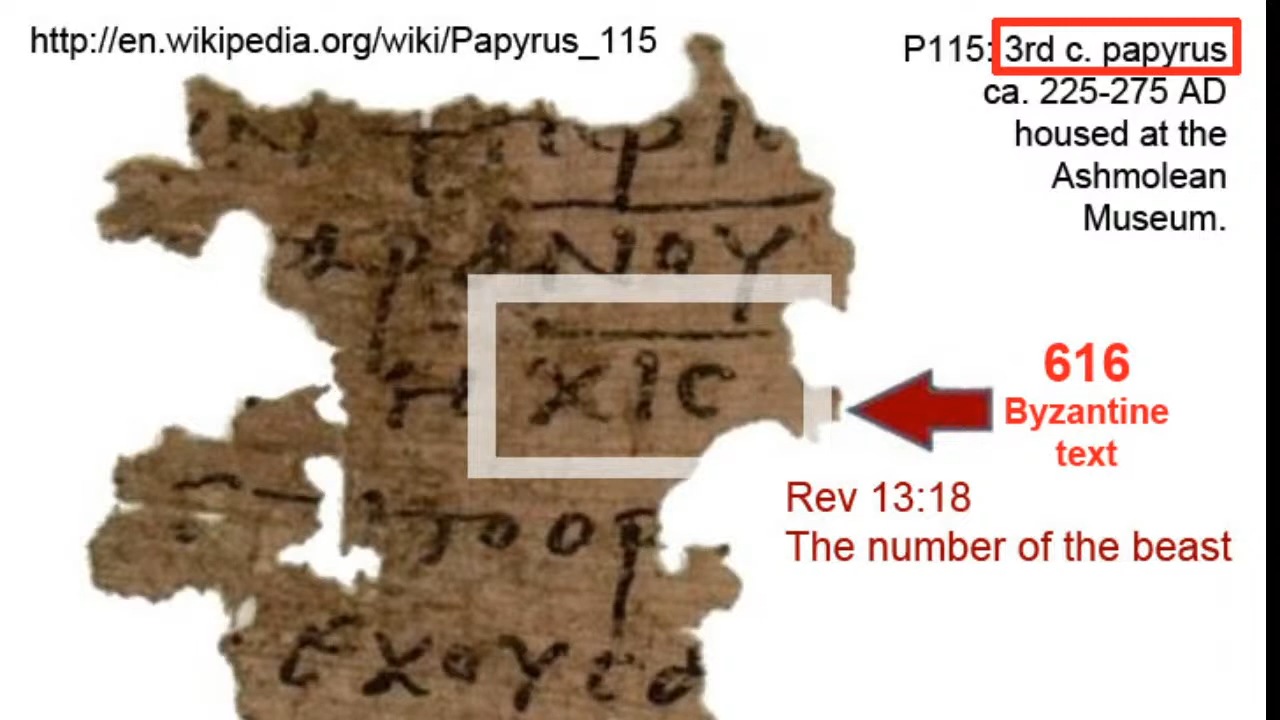 http://en.wikipedia.org/wiki/Papyrus_115
P115: 3rd c. papyrus
ca. 225-275 AD
housed at the
Ashmolean
Museum.
ΝΟΥ
Η ΧΙϹ
616
Byzantine
text
Rev 13:18
The number of the beast